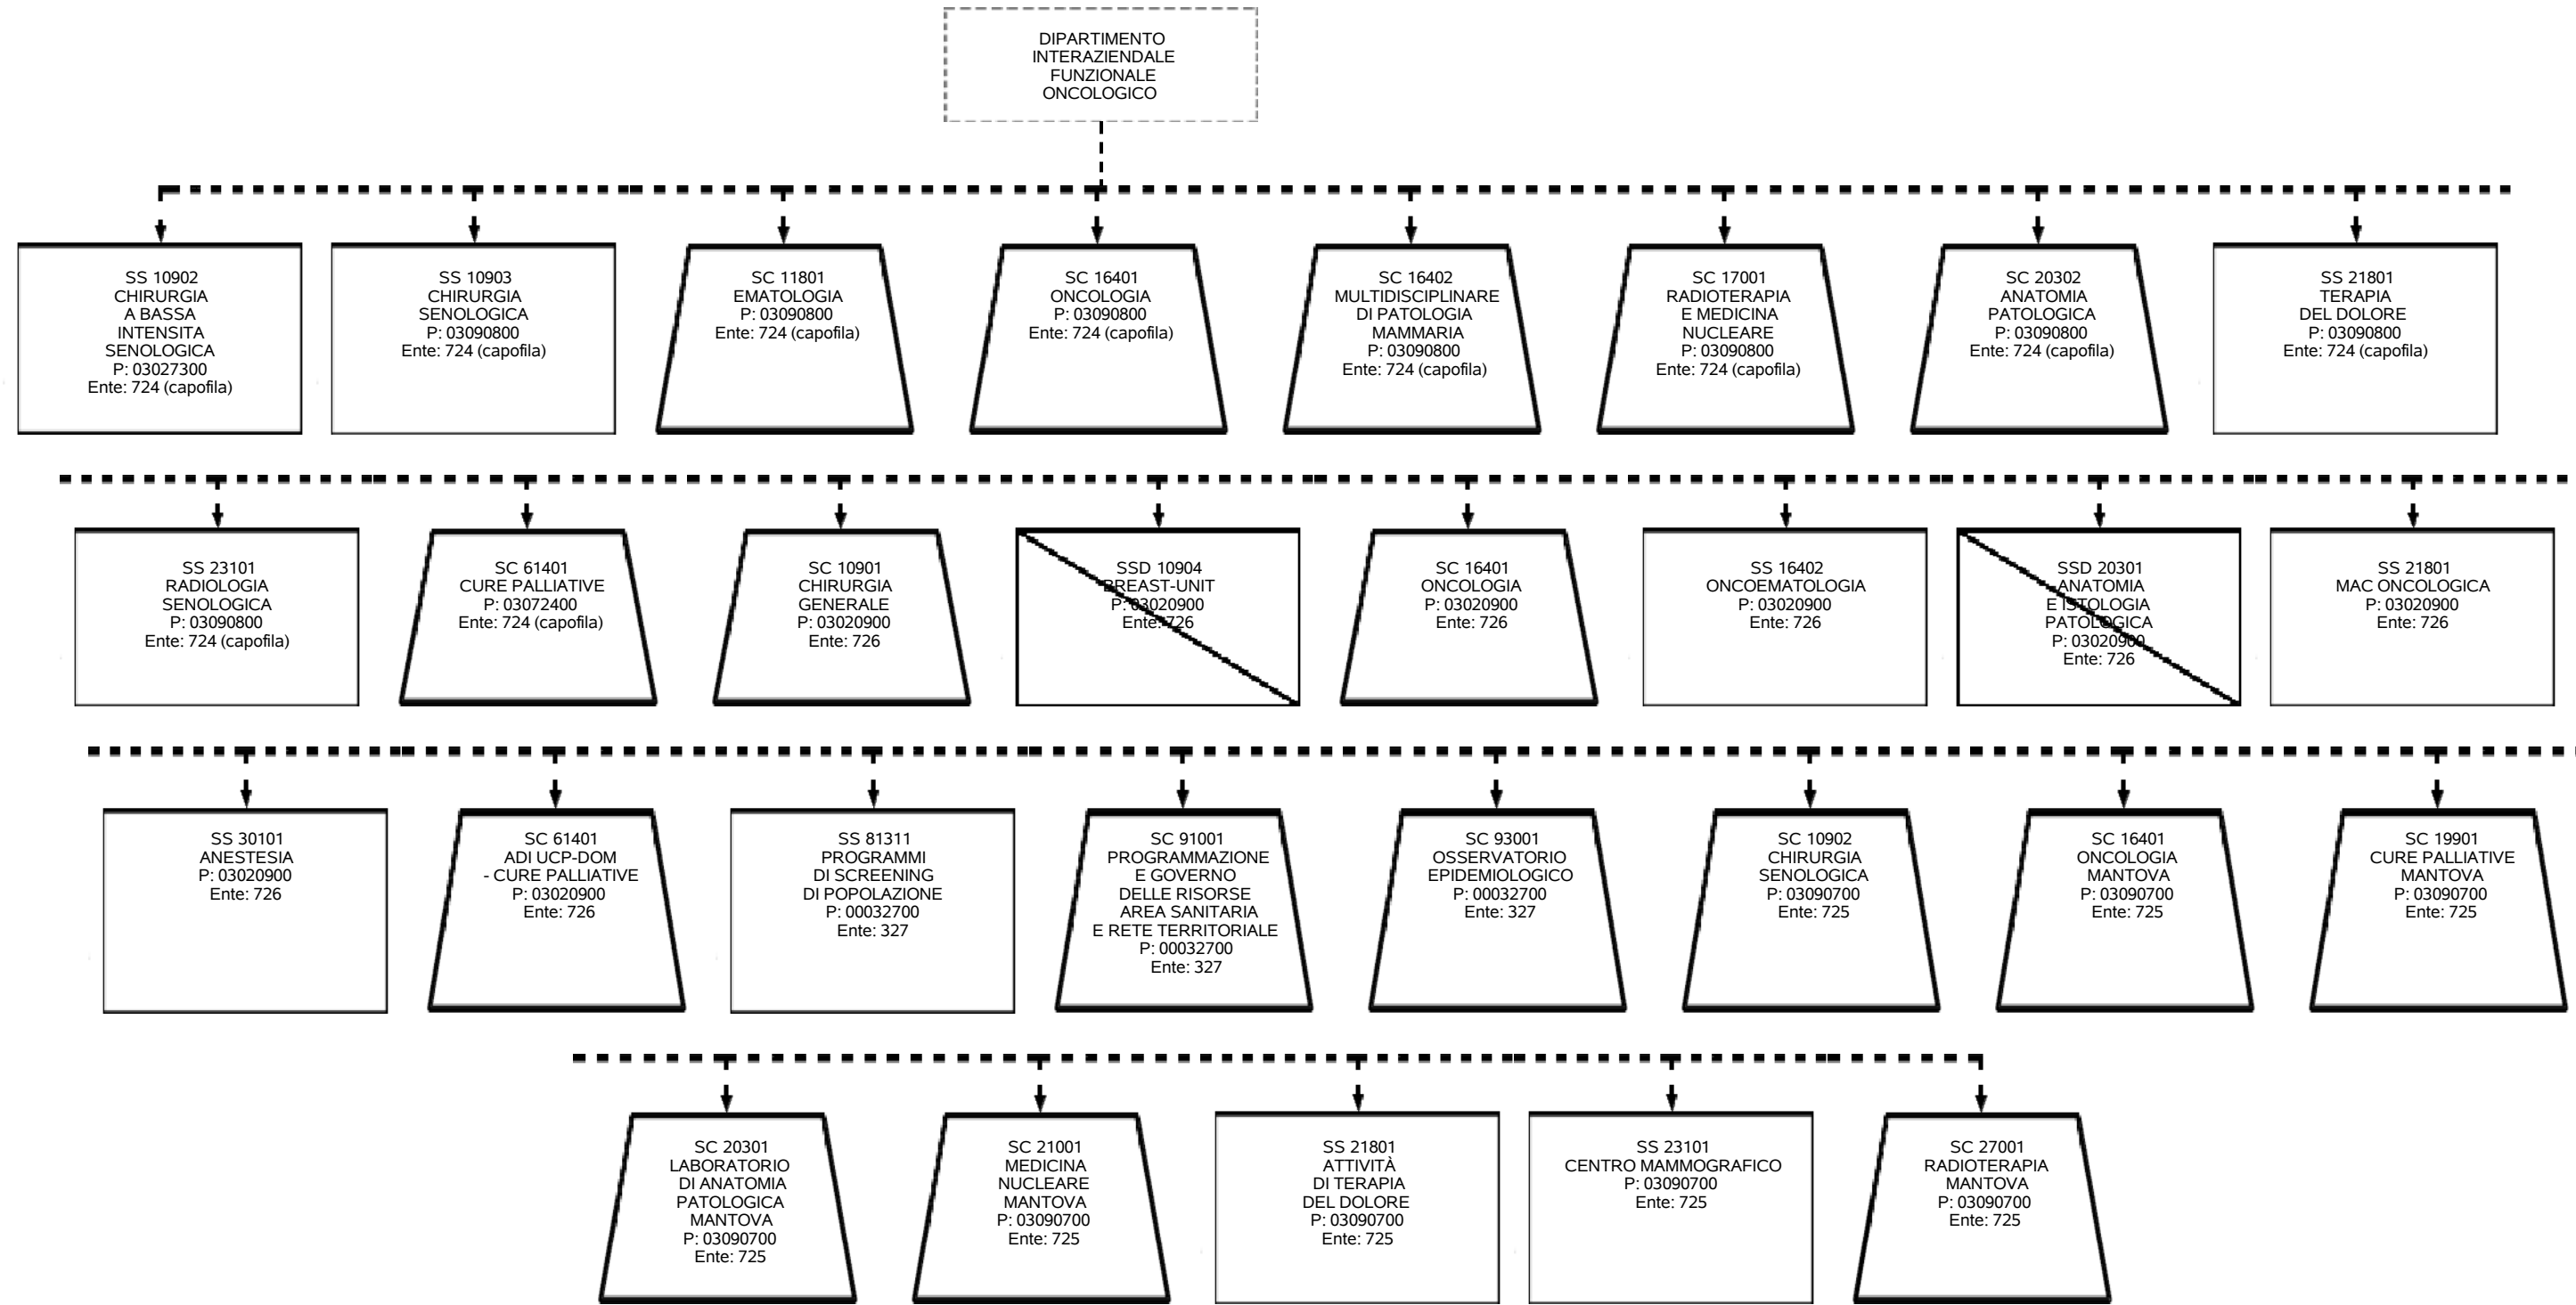 DIPARTIMENTO
INTERAZIENDALE
FUNZIONALE
ONCOLOGICO
SS 10902
CHIRURGIA
A BASSA
INTENSITA
SENOLOGICA
P: 03027300
Ente: 724 (capofila)
SS 10903
CHIRURGIA
SENOLOGICA
P: 03090800
Ente: 724 (capofila)
SC 11801
EMATOLOGIA
P: 03090800
Ente: 724 (capofila)
SC 16401
ONCOLOGIA
P: 03090800
Ente: 724 (capofila)
SC 16402
MULTIDISCIPLINARE
DI PATOLOGIA
MAMMARIA
P: 03090800
Ente: 724 (capofila)
SC 17001
RADIOTERAPIA
E MEDICINA
NUCLEARE
P: 03090800
Ente: 724 (capofila)
SC 20302
ANATOMIA
PATOLOGICA
P: 03090800
Ente: 724 (capofila)
SS 21801
TERAPIA
DEL DOLORE
P: 03090800
Ente: 724 (capofila)
SS 23101
RADIOLOGIA
SENOLOGICA
P: 03090800
Ente: 724 (capofila)
SC 61401
CURE PALLIATIVE
P: 03072400
Ente: 724 (capofila)
SC 10901
CHIRURGIA
GENERALE
P: 03020900
Ente: 726
SSD 10904
BREAST-UNIT
P: 03020900
Ente: 726
SC 16401
ONCOLOGIA
P: 03020900
Ente: 726
SS 16402
ONCOEMATOLOGIA
P: 03020900
Ente: 726
SSD 20301
ANATOMIA
E ISTOLOGIA
PATOLOGICA
P: 03020900
Ente: 726
SS 21801
MAC ONCOLOGICA
P: 03020900
Ente: 726
SS 30101
ANESTESIA
P: 03020900
Ente: 726
SC 61401
ADI UCP-DOM
- CURE PALLIATIVE
P: 03020900
Ente: 726
SS 81311
PROGRAMMI
DI SCREENING
DI POPOLAZIONE
P: 00032700
Ente: 327
SC 91001
PROGRAMMAZIONE
E GOVERNO
DELLE RISORSE
AREA SANITARIA
E RETE TERRITORIALE
P: 00032700
Ente: 327
SC 93001
OSSERVATORIO
EPIDEMIOLOGICO
P: 00032700
Ente: 327
SC 10902
CHIRURGIA
SENOLOGICA
P: 03090700
Ente: 725
SC 16401
ONCOLOGIA
MANTOVA
P: 03090700
Ente: 725
SC 19901
CURE PALLIATIVE
MANTOVA
P: 03090700
Ente: 725
SC 20301
LABORATORIO
DI ANATOMIA
PATOLOGICA
MANTOVA
P: 03090700
Ente: 725
SC 21001
MEDICINA
NUCLEARE
MANTOVA
P: 03090700
Ente: 725
SS 21801
ATTIVITÀ
DI TERAPIA
DEL DOLORE
P: 03090700
Ente: 725
SS 23101
CENTRO MAMMOGRAFICO
P: 03090700
Ente: 725
SC 27001
RADIOTERAPIA
MANTOVA
P: 03090700
Ente: 725